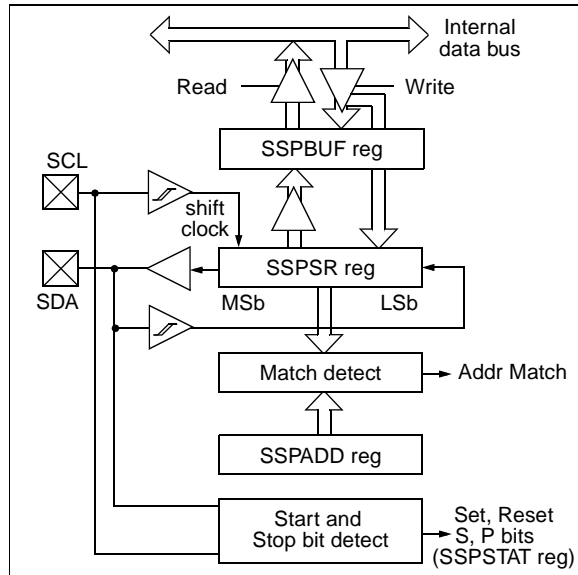 Internal
data bus
Read
Write
SSPBUF reg
SCL
shift
clock
SSPSR reg
MSb
LSb
SDA
Match detect
Addr Match
SSPADD reg
Start and
Stop bit detect
Set, Reset
S, P bits
(SSPSTAT reg)